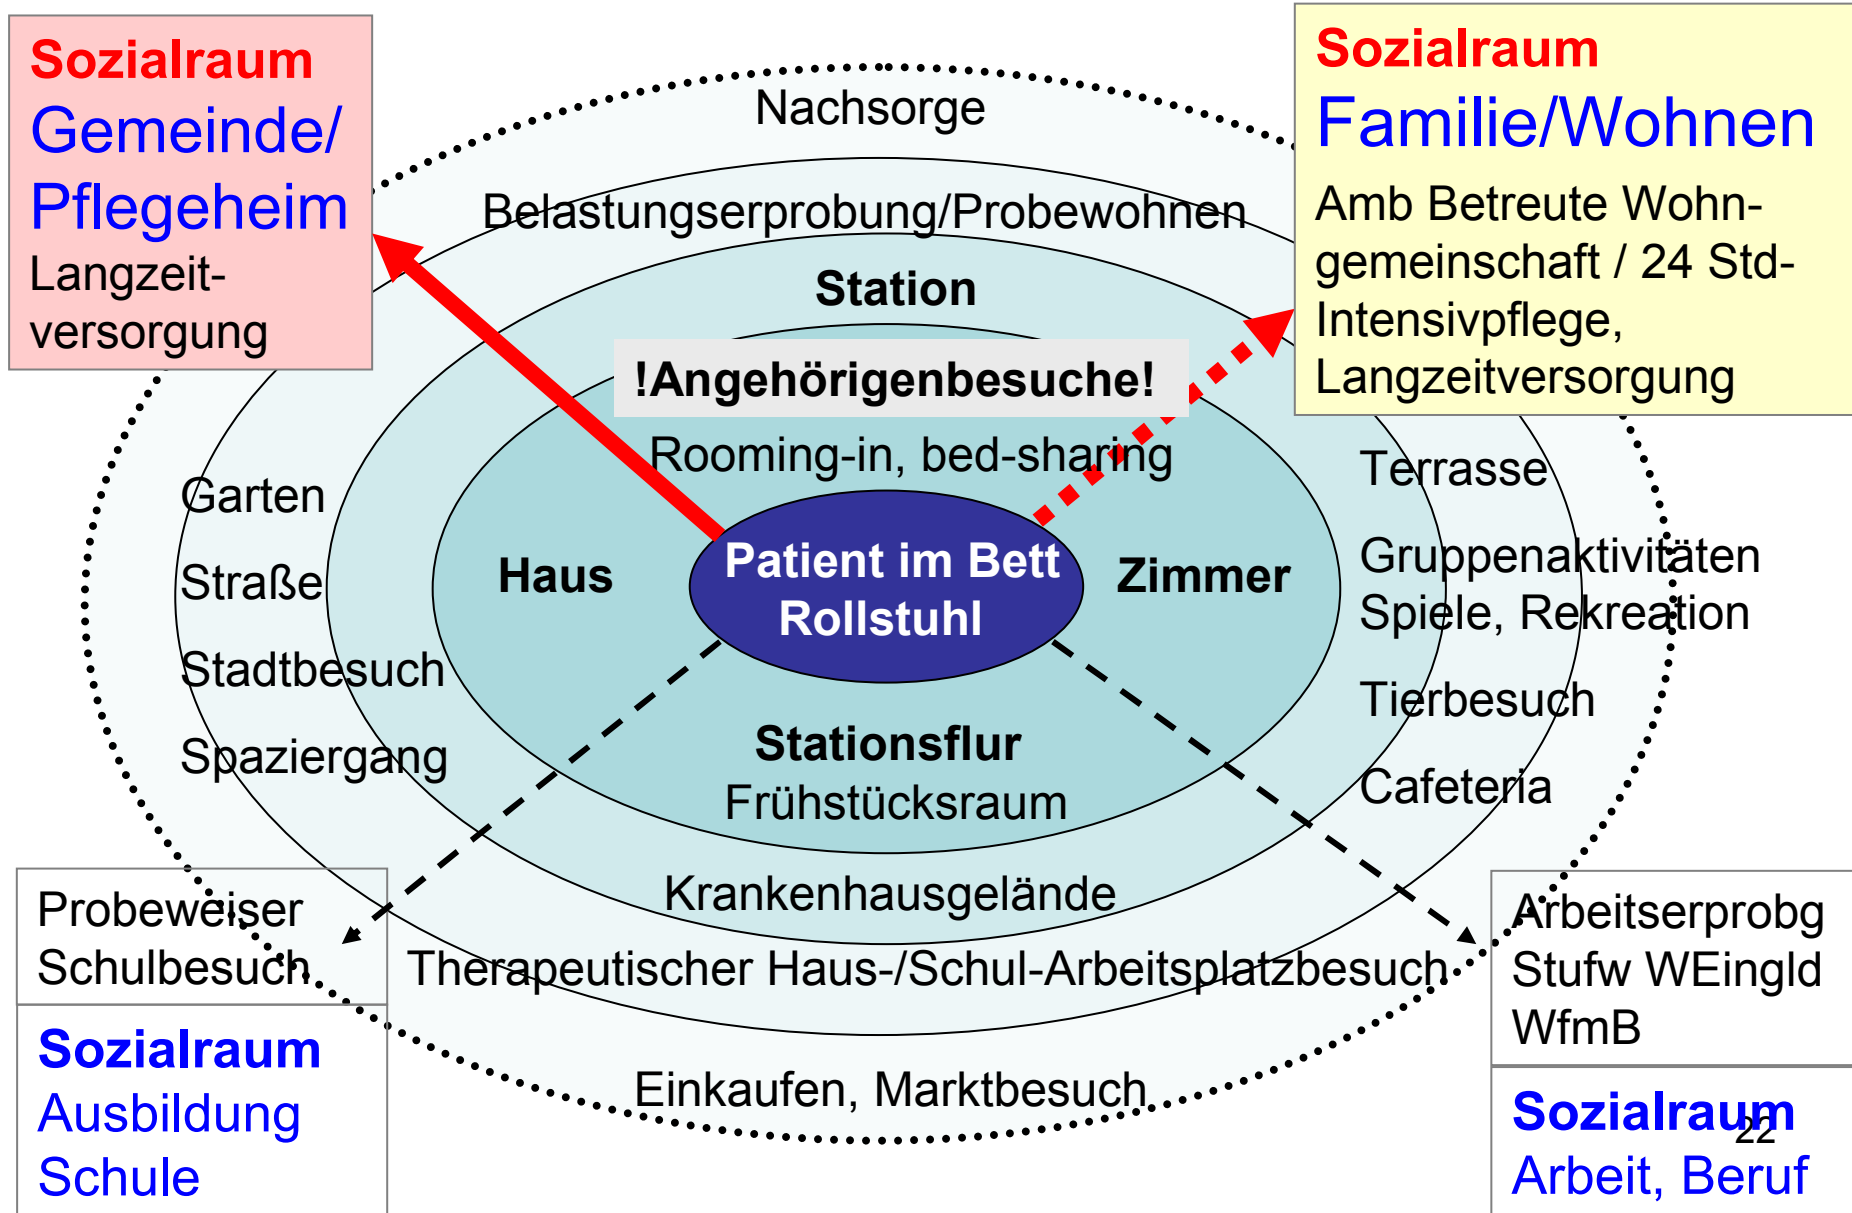 Sozialraum
Gemeinde/
Pflegeheim
Langzeit-
versorgung
Nachsorge
Sozialraum
Familie/Wohnen
Amb Betreute Wohn-
gemeinschaft / 24 Std-
Intensivpflege,
Langzeitversorgung
Belastungserprobung/Probewohnen
Station
!Angehörigenbesuche!
Rooming-in, bed-sharing
Garten
Straße
Stadtbesuch
Spaziergang
Haus
Patient im Bett
Rollstuhl
Zimmer
Terrasse
Gruppenaktivitäten
Spiele, Rekreation
Tierbesuch
Cafeteria
Stationsflur
Frühstücksraum
Krankenhausgelände
Therapeutischer Haus-/Schul-Arbeitsplatzbesuch
Einkaufen, Marktbesuch
Probeweiser
Schulbesuch
Sozialraum
Ausbildung
Schule
Arbeitserprobg
Stufw WEingld
WfmB
Sozialraum
Arbeit, Beruf
22